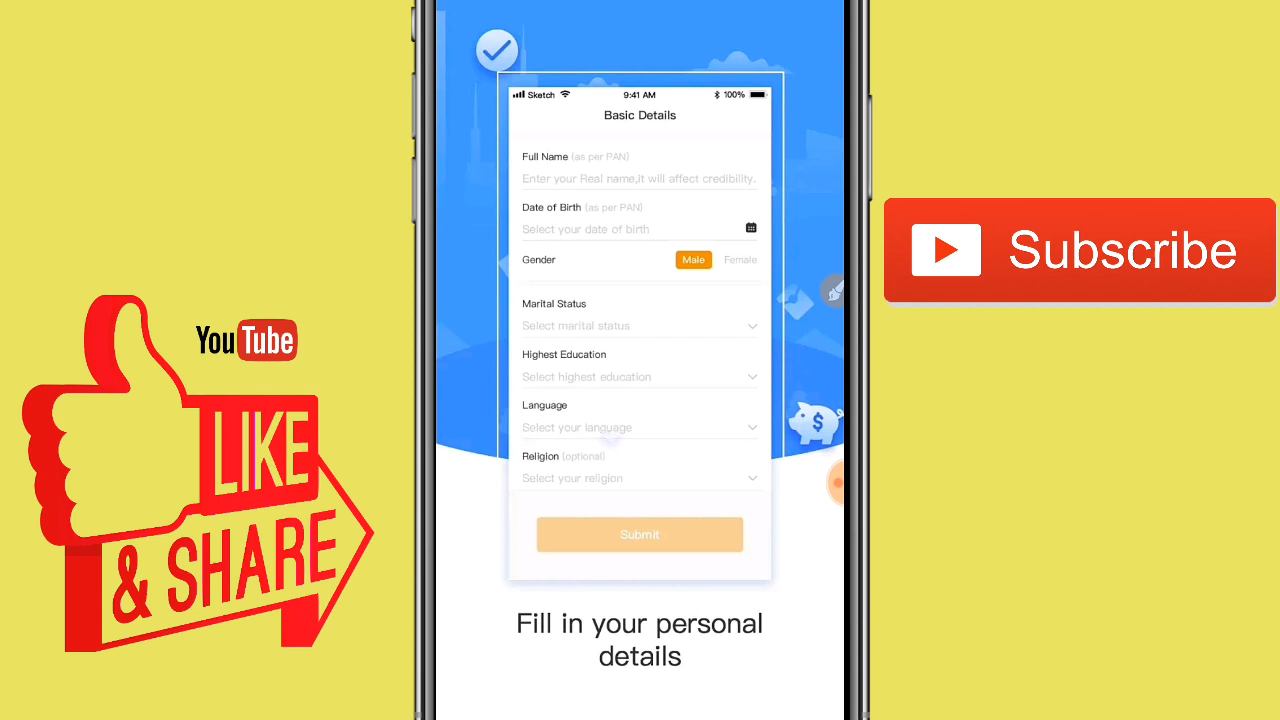 Sketch 9:41 AM 100%
Basic Details
Full Name (as per PAN)
Enter your Real name,it will affect credibility.
Date of Birth (as per PAN)
Select your date of birth
Gender Male Female
Marital Status
Select marital status
Highest Education
Select highest education
Language
Select your language
Religion (optional)
Select your religion
Submit
Fill in your personal
details
YouTube
LIKE
& SHARE
Subscribe
$